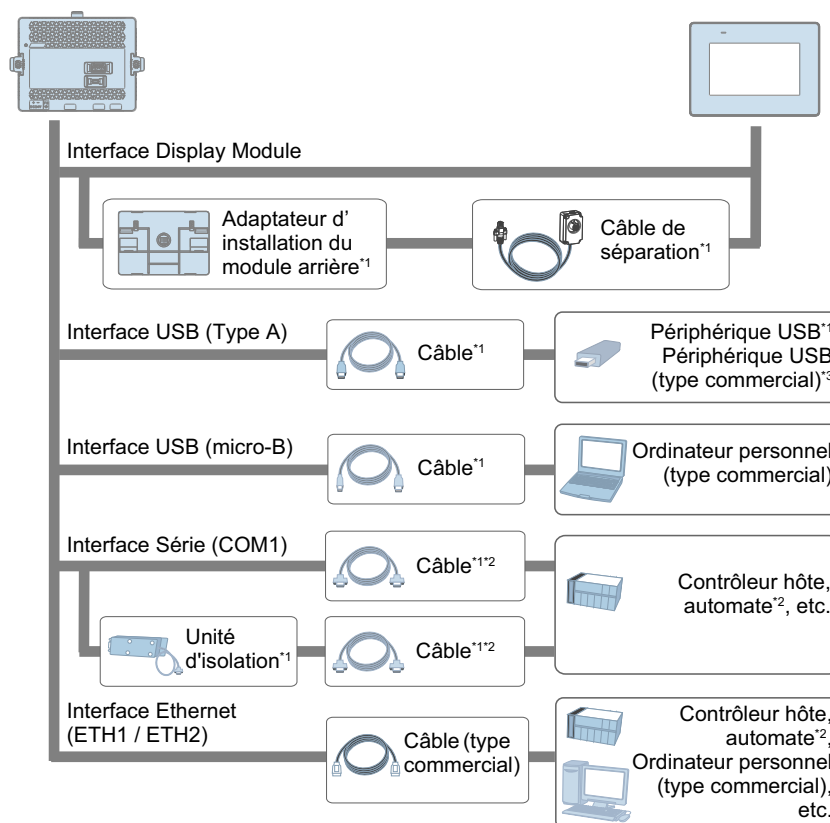 Interface Display Module
Adaptateur d’
installation du
module arrière*1
Câble de
séparation*1
Interface USB (Type A)
Câble*1
Périphérique USB*1
Périphérique USB
(type commercial)*3
Interface USB (micro-B)
Câble*1
Ordinateur personnel
(type commercial)
Interface Série (COM1)
Câble*1*2
Contrôleur hôte,
automate*2, etc.
Unité
d'isolation*1
Câble*1*2
Interface Ethernet
(ETH1 / ETH2)
Câble (type
commercial)
Contrôleur hôte,
automate*2,
Ordinateur personnel
(type commercial),
etc.